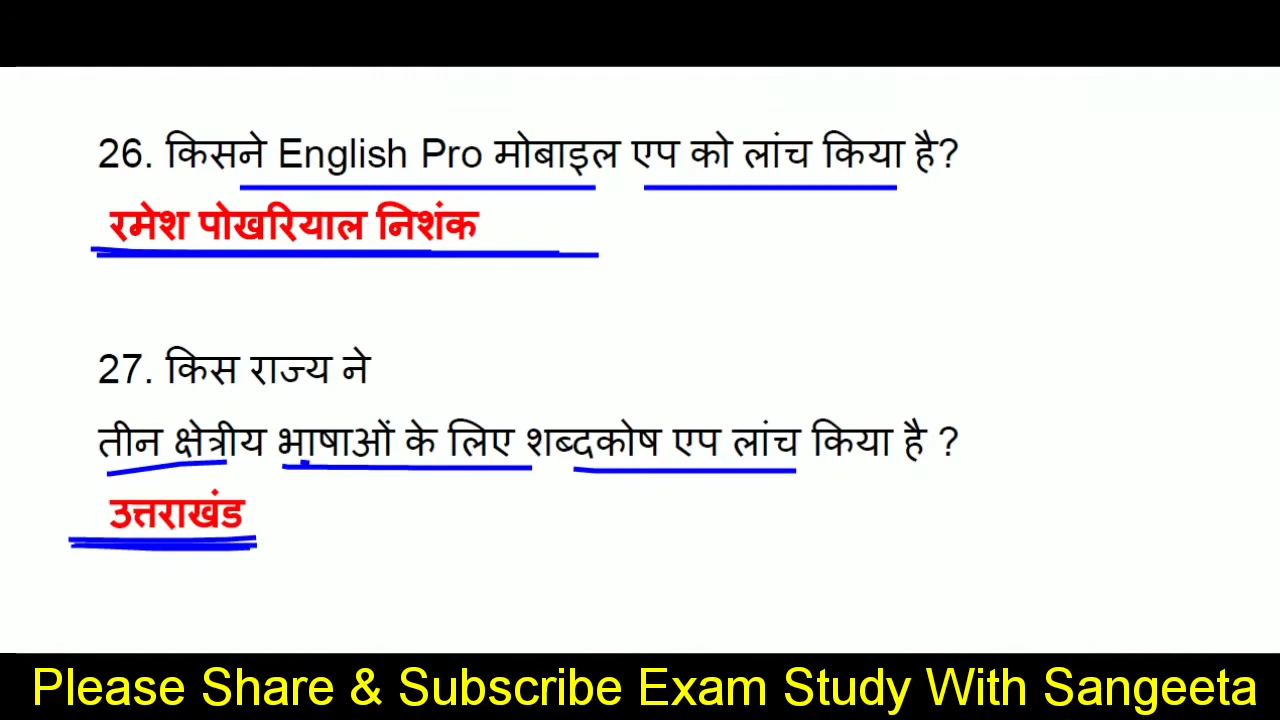 26. किसने English Pro मोबाइल एप को लांच किया है?
रमेश पोखरियाल निशंक
27. किस राज्य ने
तीन क्षेत्रीय भाषाओं के लिए शब्दकोष एप लांच किया है ?
उत्तराखंड
Please Share & Subscribe Exam Study With Sangeeta